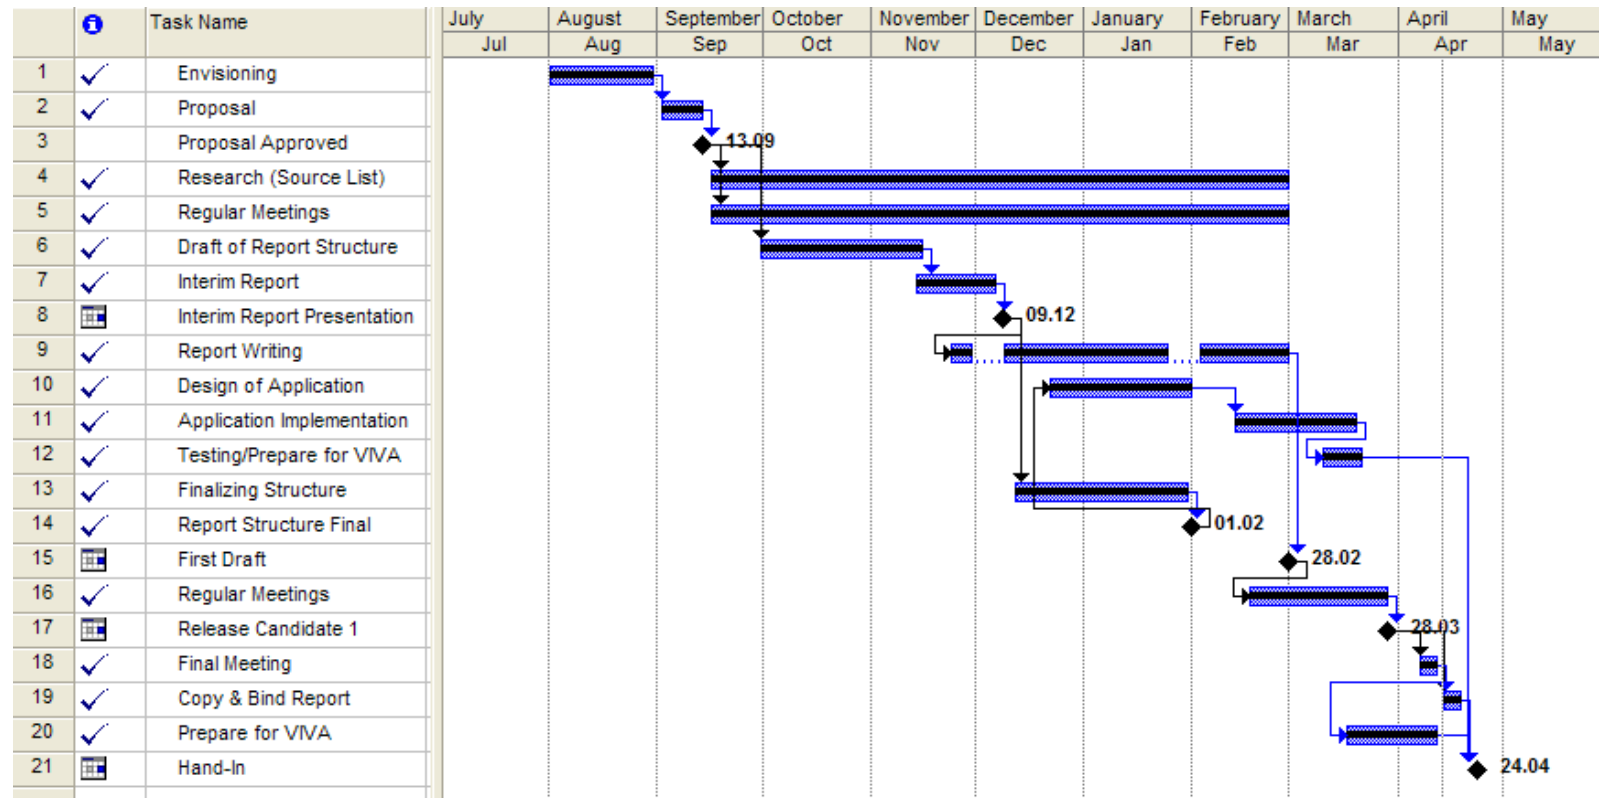 Task Name July August September October November December January February March April May
Jul Aug Sep Oct Nov Dec Jan Feb Mar Apr May
1 Envisioning
2 Proposal
3 Proposal Approved 13.09
4 Research (Source List)
5 Regular Meetings
6 Draft of Report Structure
7 Interim Report
8 Interim Report Presentation 09.12
9 Report Writing
10 Design of Application
11 Application Implementation
12 Testing/Prepare for VIVA
13 Finalizing Structure
14 Report Structure Final 01.02
15 First Draft 28.02
16 Regular Meetings
17 Release Candidate 1 28.03
18 Final Meeting
19 Copy & Bind Report
20 Prepare for VIVA
21 Hand-In 24.04